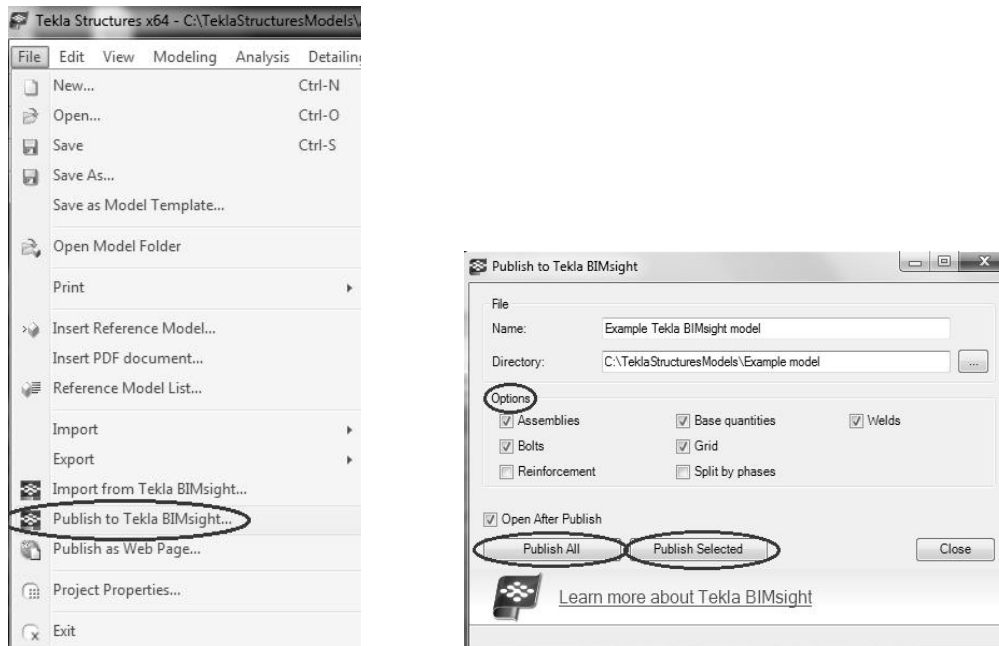 Tekla Structures x64 - C:\TeklaStructuresModels\
File Edit View Modeling Analysis Detailing
New... Ctrl-N
Open... Ctrl-O
Save Ctrl-S
Save As...
Save as Model Template...
Open Model Folder
Print
Insert Reference Model...
Insert PDF document...
Reference Model List...
Import
Export
Import from Tekla BIMsight...
Publish to Tekla BIMsight...
Publish as Web Page...
Project Properties...
Exit
Publish to Tekla BIMsight
File
Name: Example Tekla BIMsight model
Directory: C:\TeklaStructuresModels\Example model ...
Options
Assemblies Base quantities Welds
Bolts Grid
Reinforcement Split by phases
Open After Publish
Publish All Publish Selected Close
Learn more about Tekla BIMsight